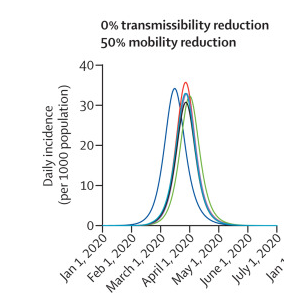 0% transmissibility reduction
50% mobility reduction
Daily incidence
(per 1000 population)
40
30
20
10
0
Jan 1, 2020
Feb 1, 2020
March 1, 2020
April 1, 2020
May 1, 2020
June 1, 2020
July 1, 2020
Jan